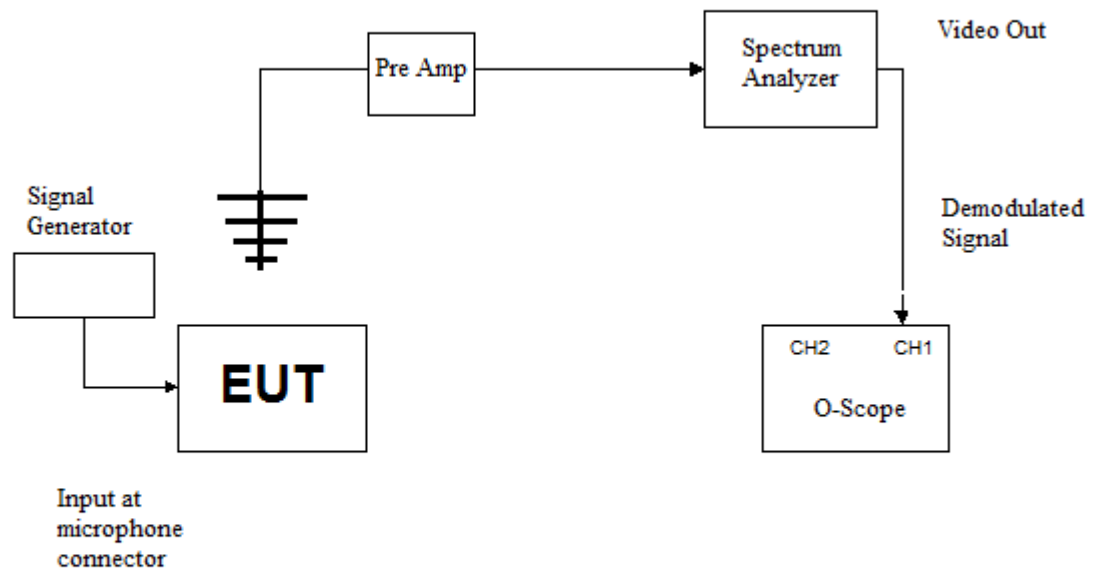 Video Out
Pre Amp
Spectrum
Analyzer
Signal
Generator
Demodulated
Signal
EUT
CH2
CH1
O-Scope
Input at
microphone
connector